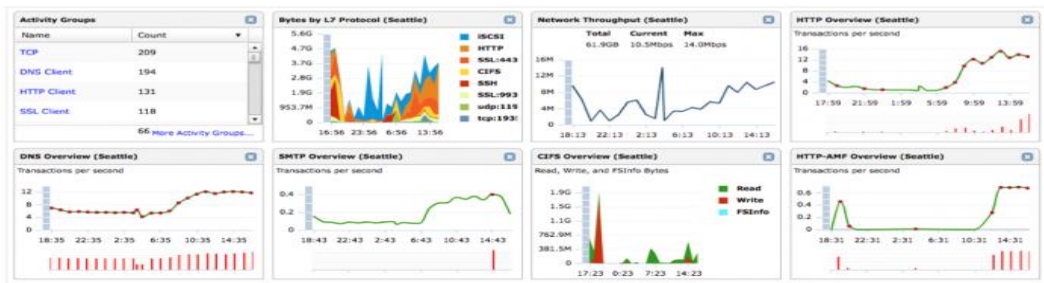 Activity Groups
Name Count
TCP 209
DNS Client 194
HTTP Client 131
SSL Client 118
66 More Activity Groups...
Bytes by L7 Protocol (Seattle)
5.6G
4.7G
3.7G
2.8G
1.9G
953.7M
0
16:56 23:56 6:56 13:56
iSCSI
HTTP
SSL:443
CIFS
SSH
SSL:993
udp:119
tcp:193
Network Throughput (Seattle)
Total Current Max
61.9GB 10.5Mbps 14.0Mbps
16M
12M
8M
4M
0
18:13 22:13 2:13 6:13 10:13 14:13
HTTP Overview (Seattle)
Transactions per second
16
12
8
4
0
17:59 21:59 1:59 5:59 9:59 13:59
DNS Overview (Seattle)
Transactions per second
12
8
4
0
18:35 22:35 2:35 6:35 10:35 14:35
SMTP Overview (Seattle)
Transactions per second
0.4
0.2
0
18:43 22:43 2:43 6:43 10:43 14:43
CIFS Overview (Seattle)
Read, Write, and FSInfo Bytes
1.9G
1.5G
1.1G
762.9M
381.5M
0
17:23 0:23 7:23 14:23
Read
Write
FSInfo
HTTP-AMF Overview (Seattle)
Transactions per second
0.6
0.4
0.2
0
18:31 22:31 2:31 6:31 10:31 14:31